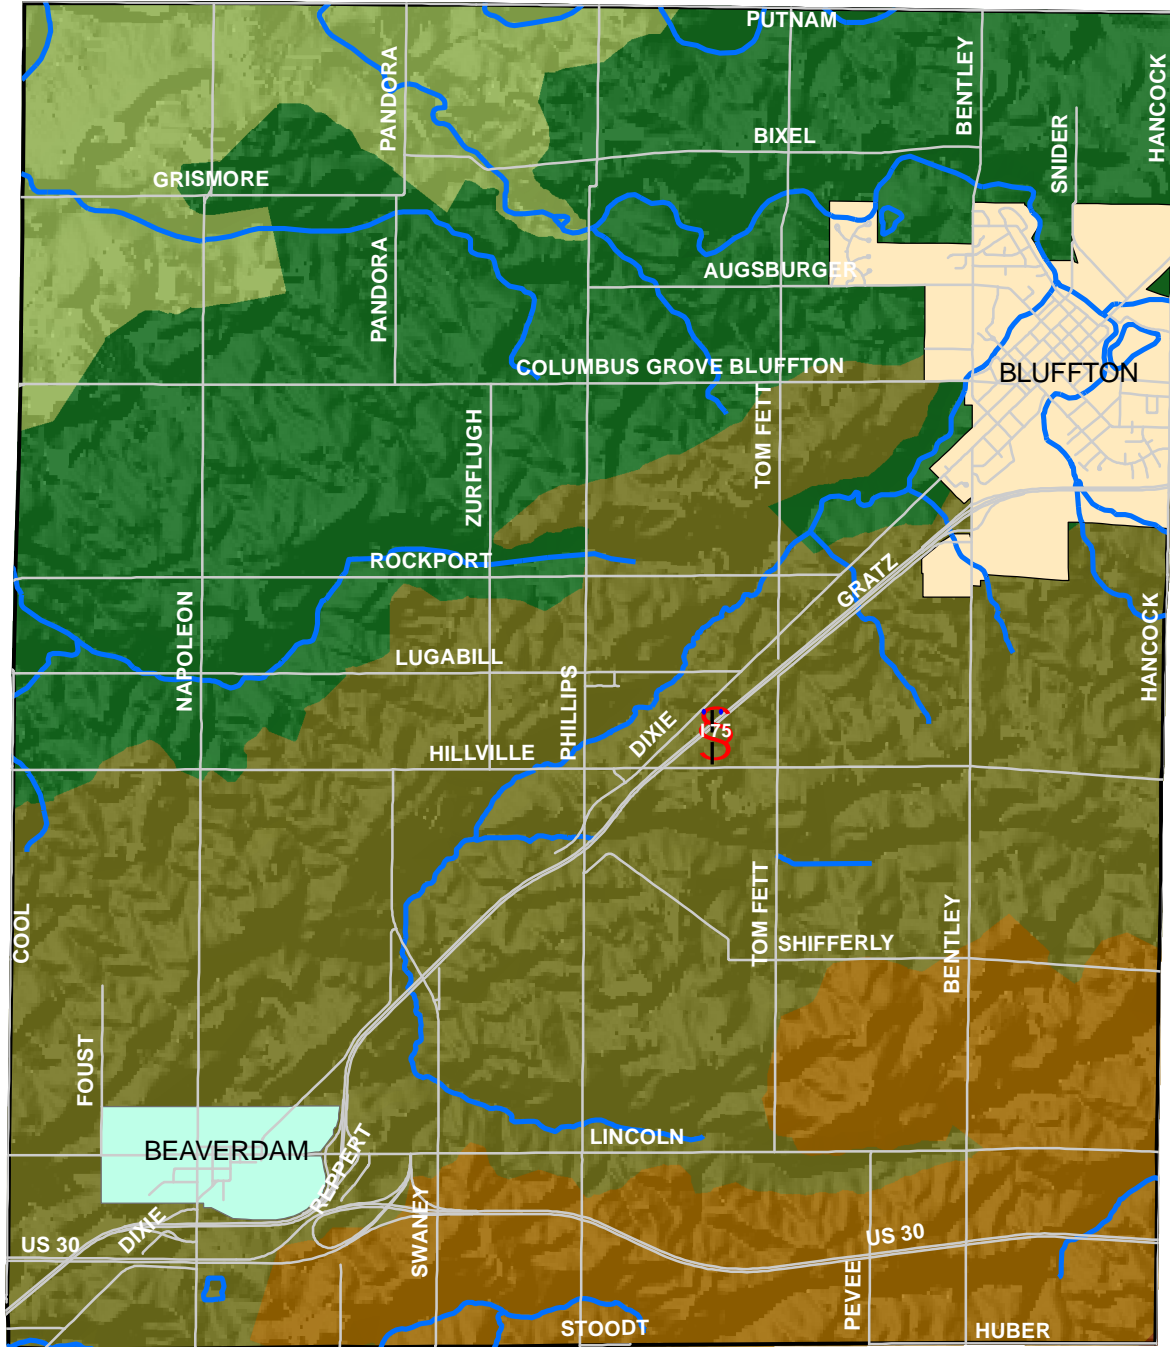 PUTNAM
PANDORA
BENTLEY
HANCOCK
BIXEL
SNIDER
GRISMORE
PANDORA
AUGSBURGER
COLUMBUS GROVE BLUFFTON
BLUFFTON
TOM FETT
ZURFLUGH
ROCKPORT
GRATZ
NAPOLEON
LUGABILL
HANCOCK
PHILLIPS
DIXIE
I 75
HILLVILLE
COOL
TOM FETT
SHIFFERLY
BENTLEY
FOUST
BEAVERDAM
LINCOLN
REPPERT
SWANEY
DIXIE
US 30
US 30
PEVEE
STOODT
HUBER